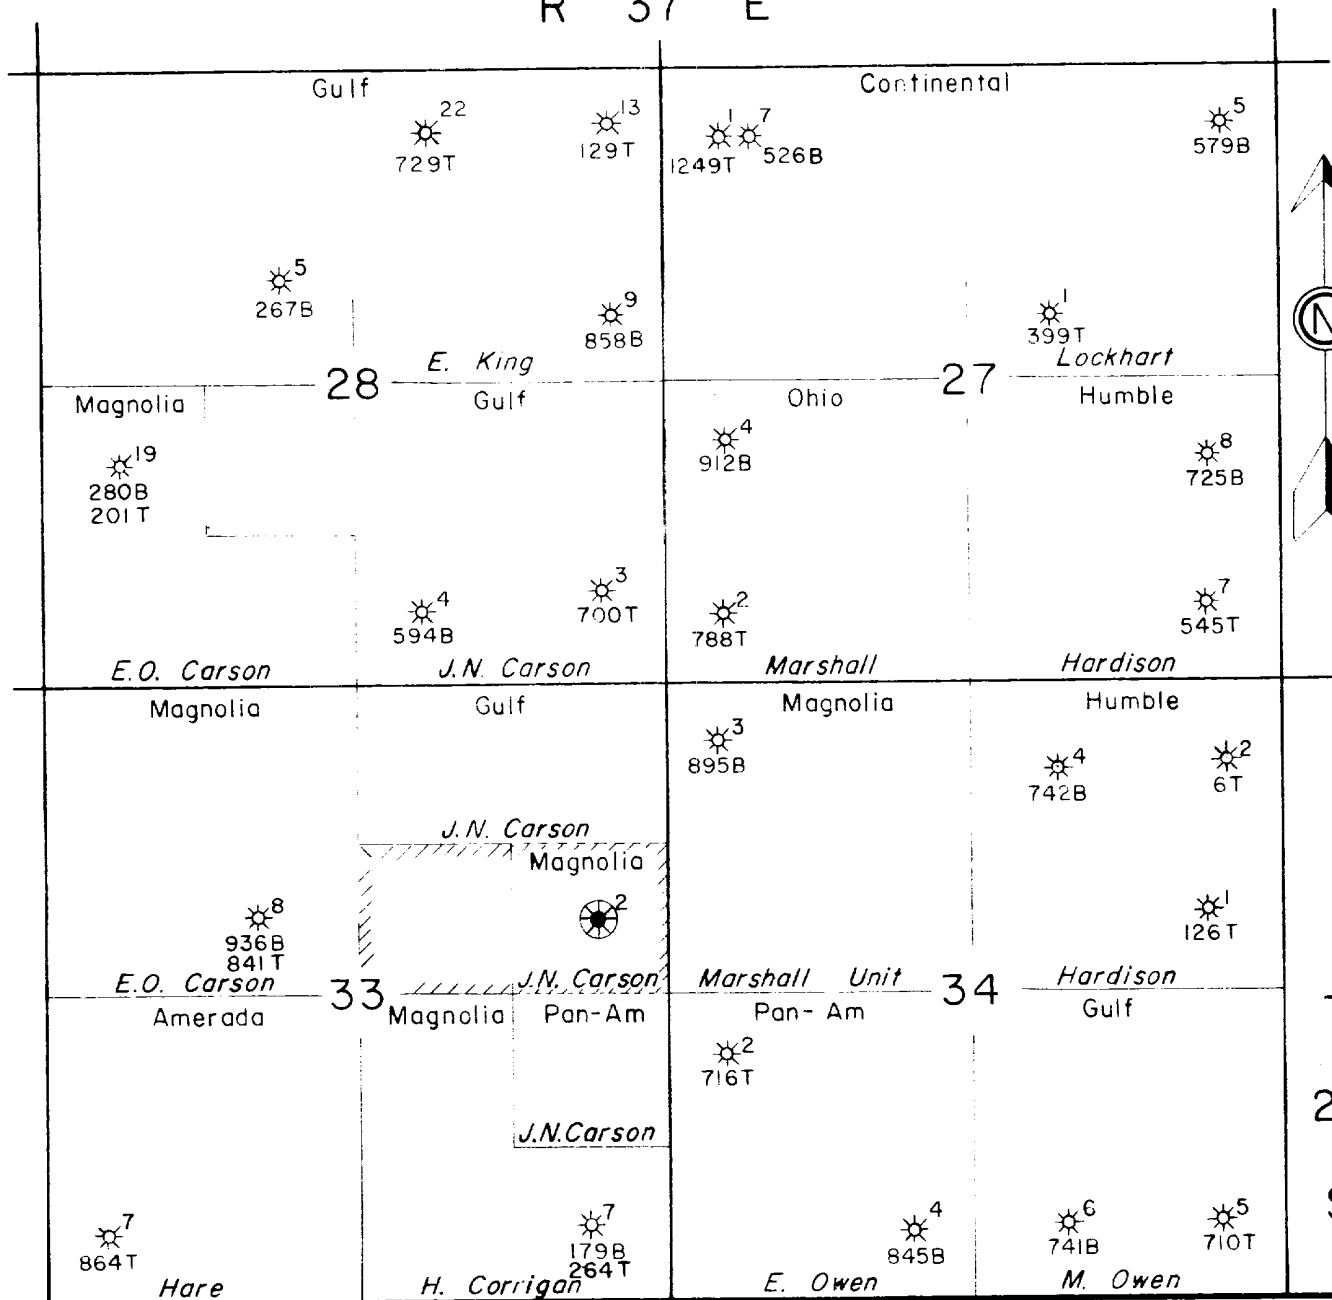 R 37 E
Gulf
Continental
22
729T
13
129T
1
1249T
7
526B
5
579B
5
267B
9
858B
1
399T
N
E. King
Lockhart
28
27
Magnolia
Gulf
Ohio
Humble
19
280B
201T
4
912B
8
725B
4
594B
3
700T
2
788T
7
545T
E.O. Carson
J.N. Carson
Marshall
Hardison
Magnolia
Gulf
Magnolia
Humble
3
895B
4
742B
2
6T
J.N. Carson
Magnolia
8
936B
841T
2
1
126T
E.O. Carson
J.N. Carson
Marshall Unit
Hardison
33
34
Amerada
Magnolia
Pan-Am
Pan-Am
Gulf
2
716T
2
J.N.Carson
7
864T
7
179B
264T
4
845B
6
741B
5
710T
Hare
H. Corrigan
E. Owen
M. Owen